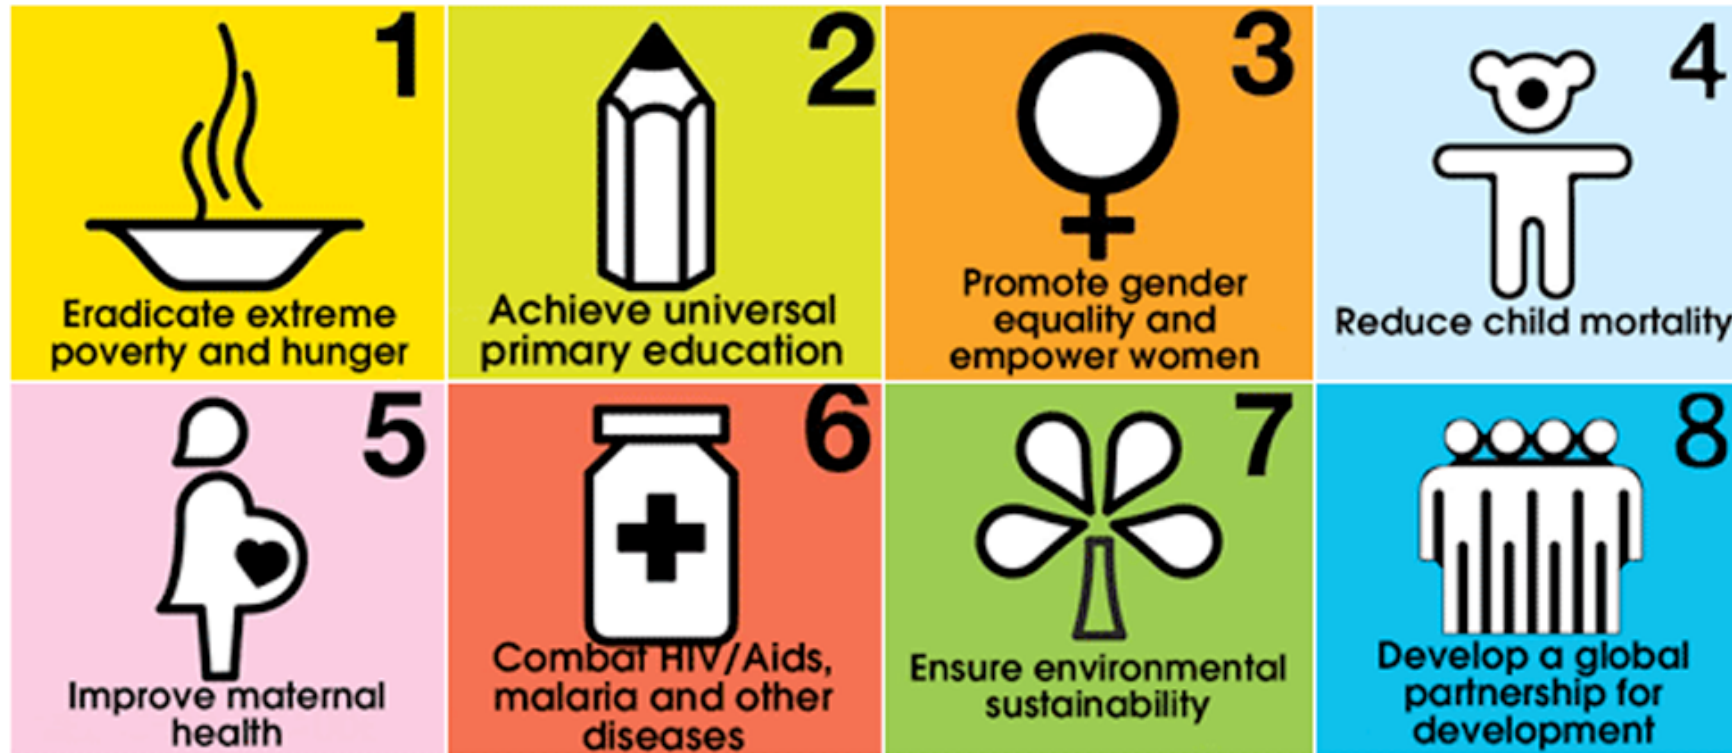 1
Eradicate extreme
poverty and hunger
2
Achieve universal
primary education
3
Promote gender
equality and
empower women
4
Reduce child mortality
5
Improve maternal
health
6
Combat HIV/Aids,
malaria and other
diseases
7
Ensure environmental
sustainability
8
Develop a global
partnership for
development